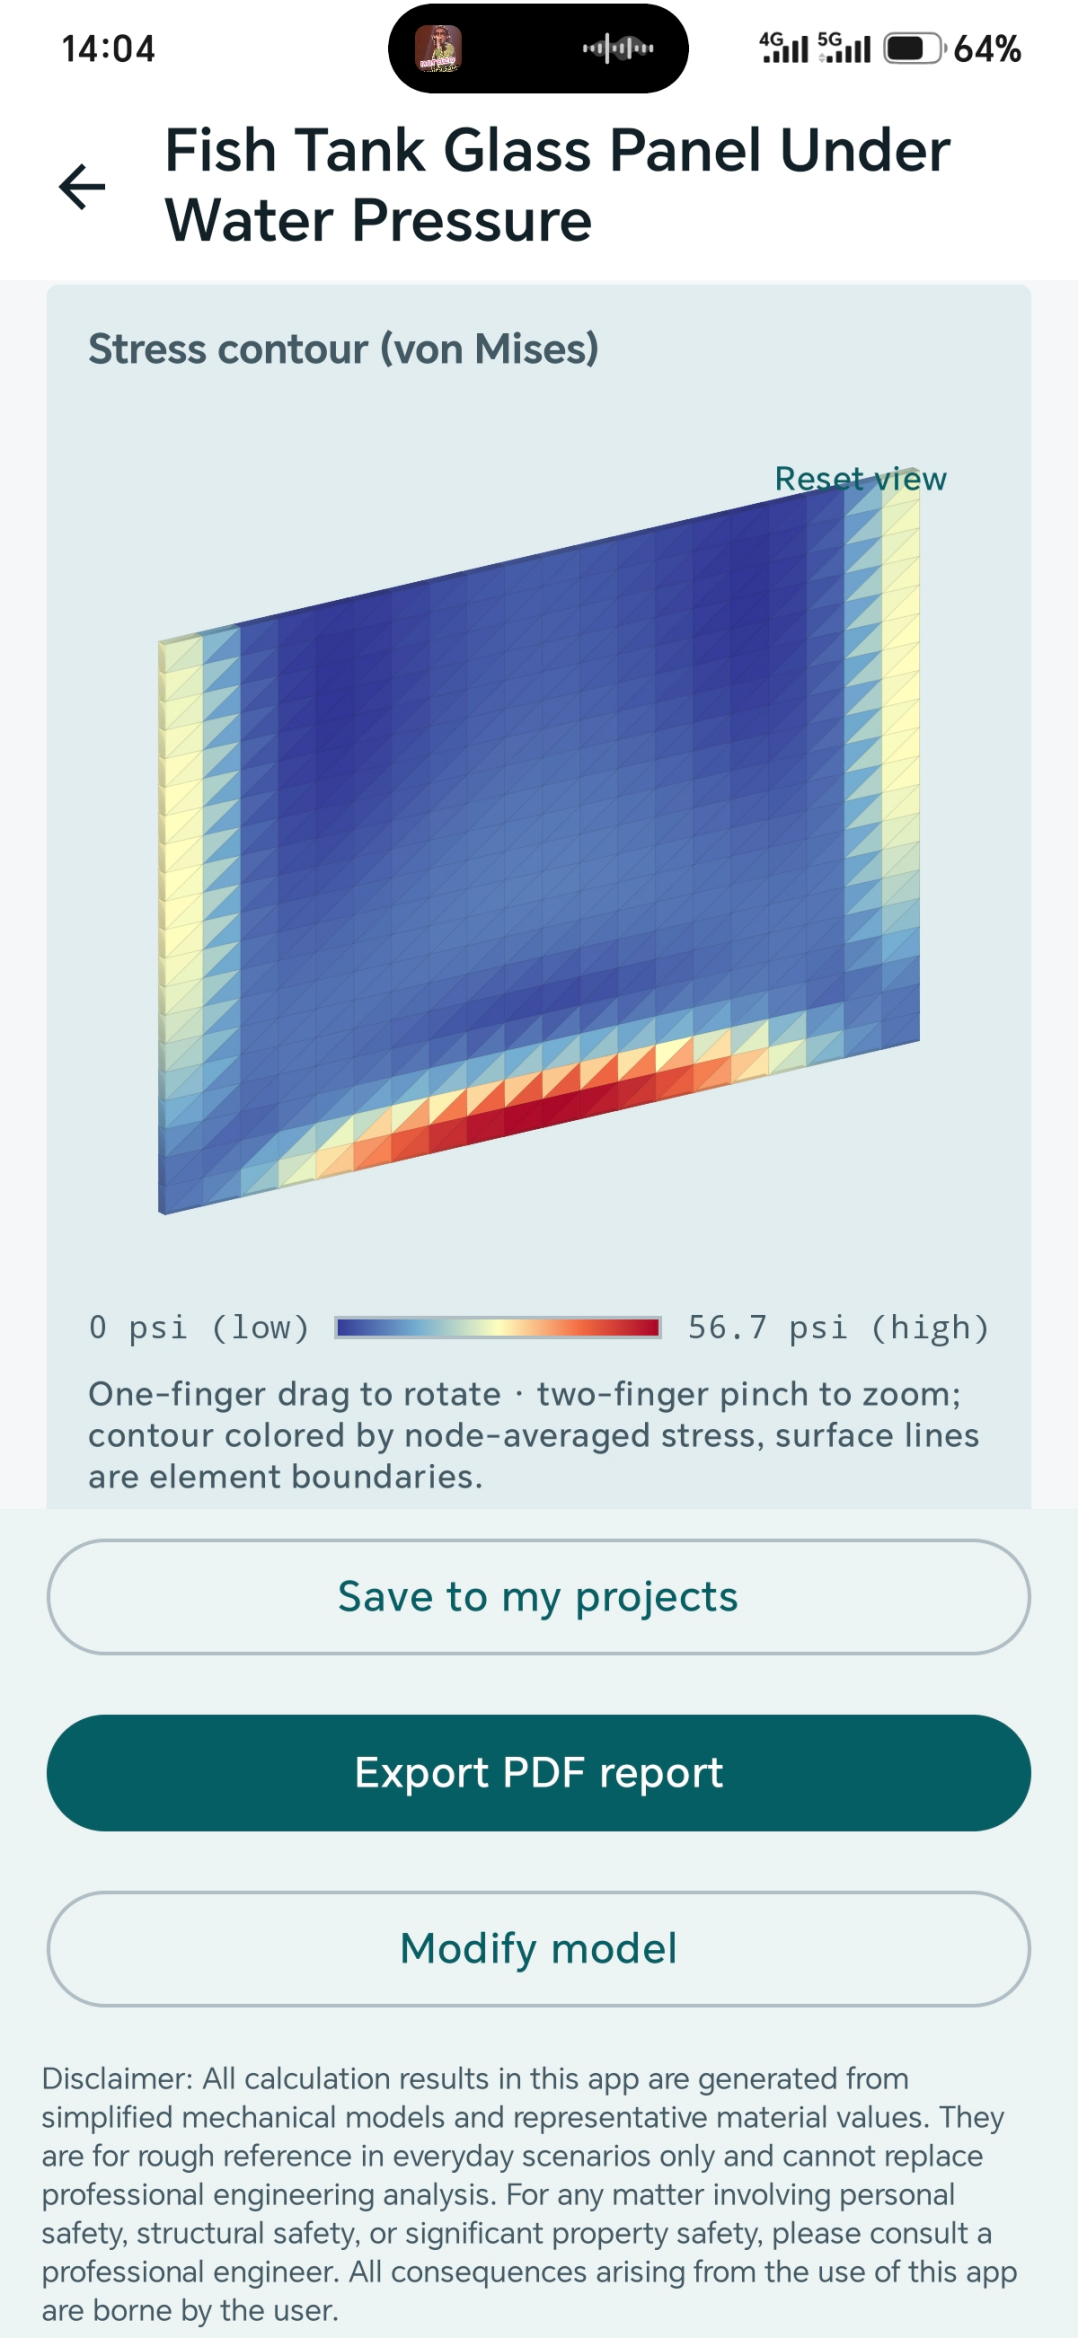 14:04
4G 5G 64%
Fish Tank Glass Panel Under
Water Pressure
Stress contour (von Mises)
Reset view
0 psi (low) 56.7 psi (high)
One-finger drag to rotate · two-finger pinch to zoom;
contour colored by node-averaged stress, surface lines
are element boundaries.
Save to my projects
Export PDF report
Modify model
Disclaimer: All calculation results in this app are generated from
simplified mechanical models and representative material values. They
are for rough reference in everyday scenarios only and cannot replace
professional engineering analysis. For any matter involving personal
safety, structural safety, or significant property safety, please consult a
professional engineer. All consequences arising from the use of this app
are borne by the user.